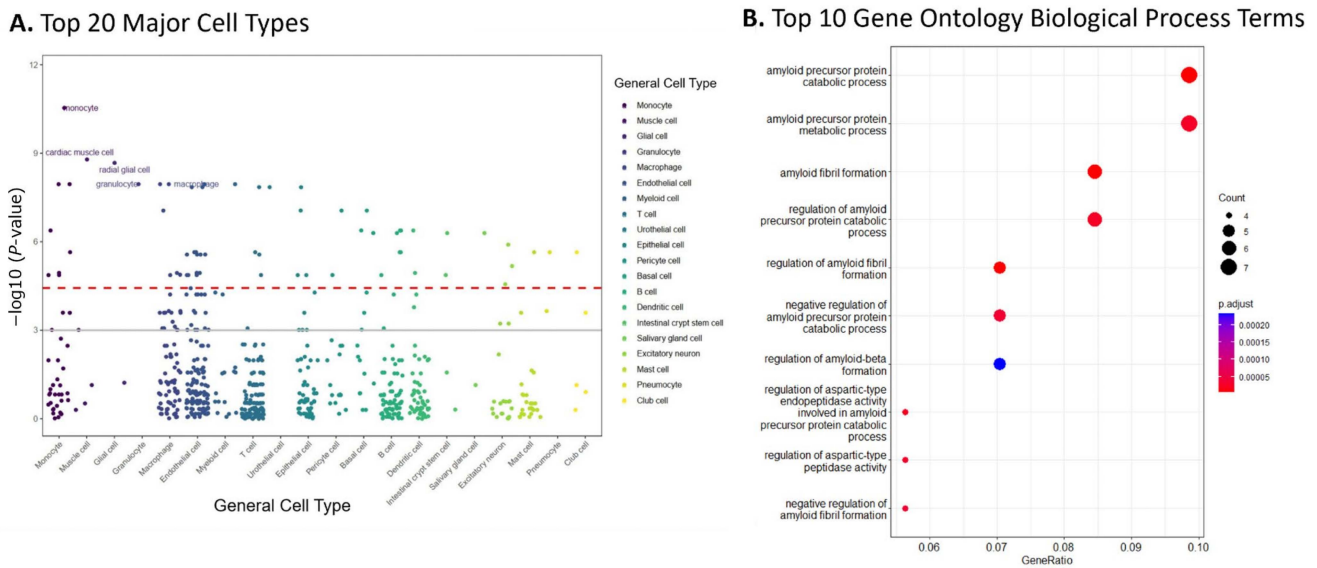 A. Top 20 Major Cell Types
12
9
6
3
0
−log10 (P-value)
monocyte
cardiac muscle cell
radial glial cell
granulocyte
macrophage
Monocyte
Muscle cell
Glial cell
Granulocyte
Macrophage
Endothelial cell
Myeloid cell
T cell
Urothelial cell
Epithelial cell
Pericyte cell
Basal cell
B cell
Dendritic cell
Intestinal crypt stem cell
Salivary gland cell
Excitatory neuron
Mast cell
Pneumocyte
Club cell
General Cell Type
General Cell Type
Monocyte
Muscle cell
Glial cell
Granulocyte
Macrophage
Endothelial cell
Myeloid cell
T cell
Urothelial cell
Epithelial cell
Pericyte cell
Basal cell
B cell
Dendritic cell
Intestinal crypt stem cell
Salivary gland cell
Excitatory neuron
Mast cell
Pneumocyte
Club cell
B. Top 10 Gene Ontology Biological Process Terms
amyloid precursor protein
catabolic process
amyloid precursor protein
metabolic process
amyloid fibril formation
regulation of amyloid
precursor protein catabolic
process
regulation of amyloid fibril
formation
negative regulation of
amyloid precursor protein
catabolic process
regulation of amyloid-beta
formation
regulation of aspartic-type
endopeptidase activity
involved in amyloid
precursor protein catabolic
process
regulation of aspartic-type
peptidase activity
negative regulation of
amyloid fibril formation
0.06
0.07
0.08
0.09
0.10
GeneRatio
Count
4
5
6
7
p.adjust
0.00020
0.00015
0.00010
0.00005